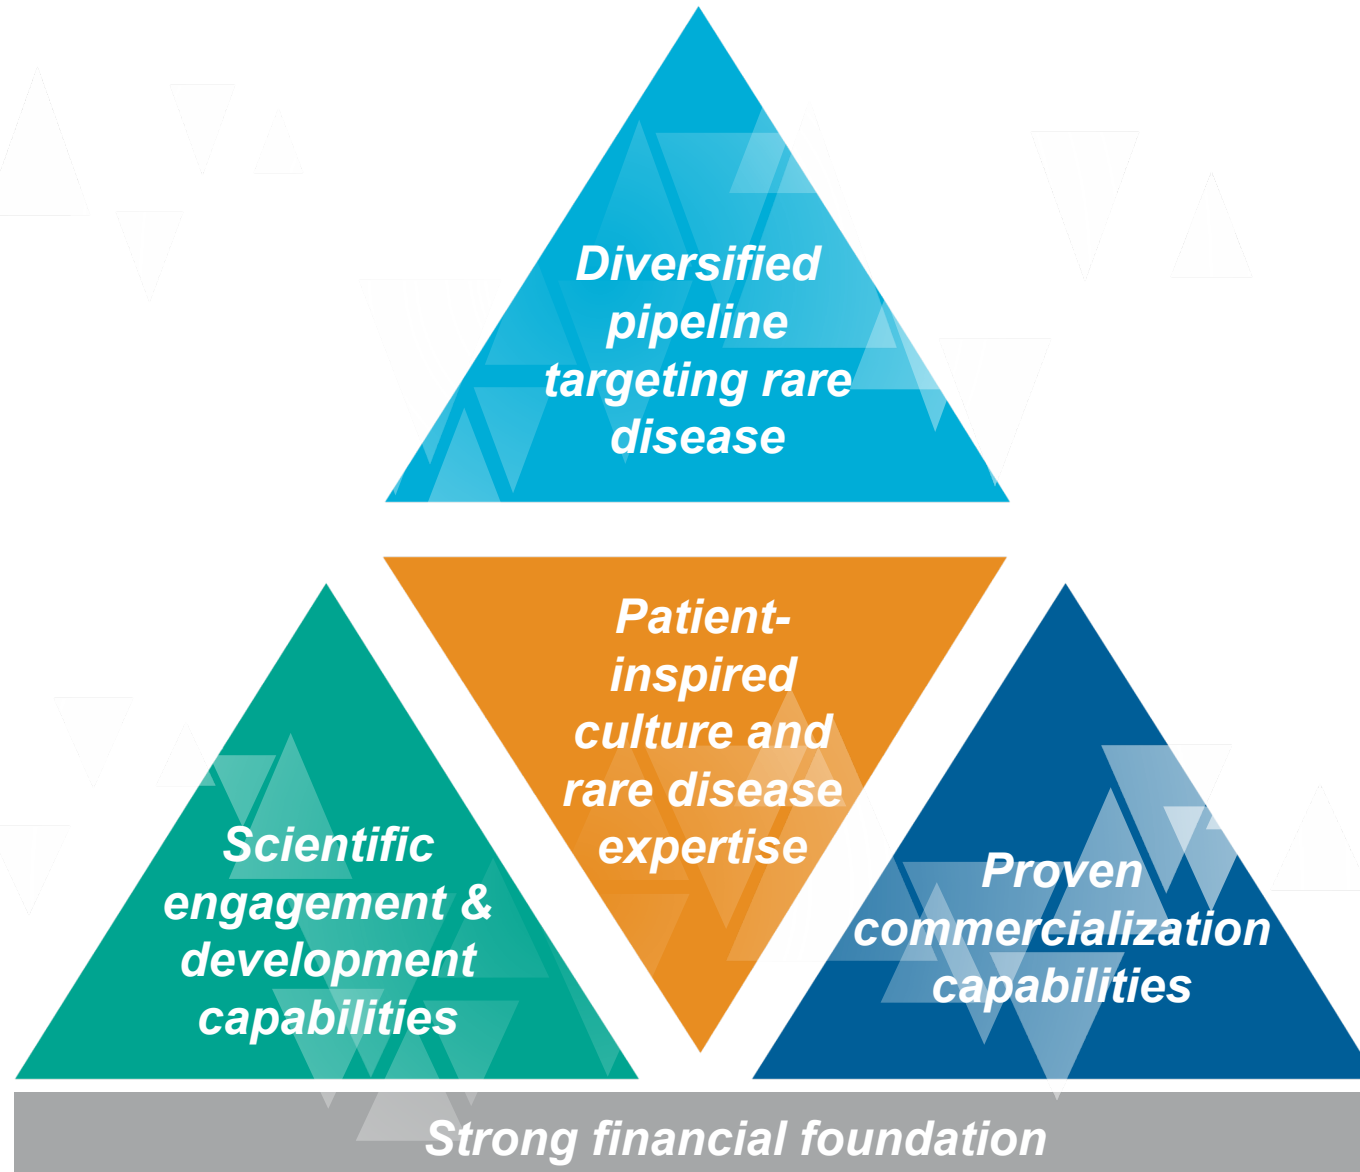 Diversified
pipeline
targeting rare
disease
Patient-
inspired
culture and
rare disease
expertise
Scientific
engagement &
development
capabilities
Proven
commercialization
capabilities
Strong financial foundation